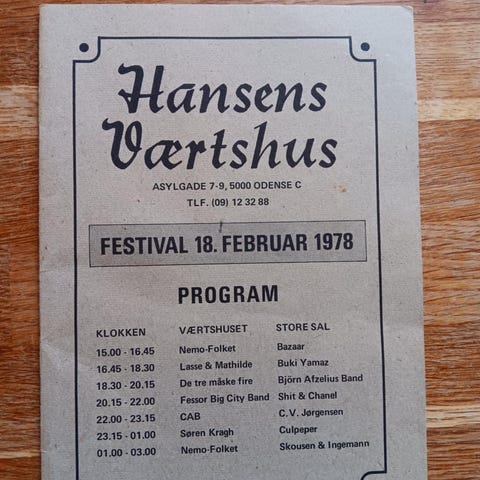 Hansens
Værtshus
ASYLGADE 7-9, 5000 ODENSE C
TLF. (09) 12 32 88
FESTIVAL 18. FEBRUAR 1978
PROGRAM
KLOKKEN VÆRTSHUSET STORE SAL
15.00 - 16.45 Nemo-Folket Bazaar
16.45 - 18.30 Lasse & Mathilde Buki Yamaz
18.30 - 20.15 De tre måske fire Björn Afzelius Band
20.15 - 22.00 Fessor Big City Band Shit & Chanel
22.00 - 23.15 CAB C.V. Jørgensen
23.15 - 01.00 Søren Kragh Culpeper
01.00 - 03.00 Nemo-Folket Skousen & Ingemann